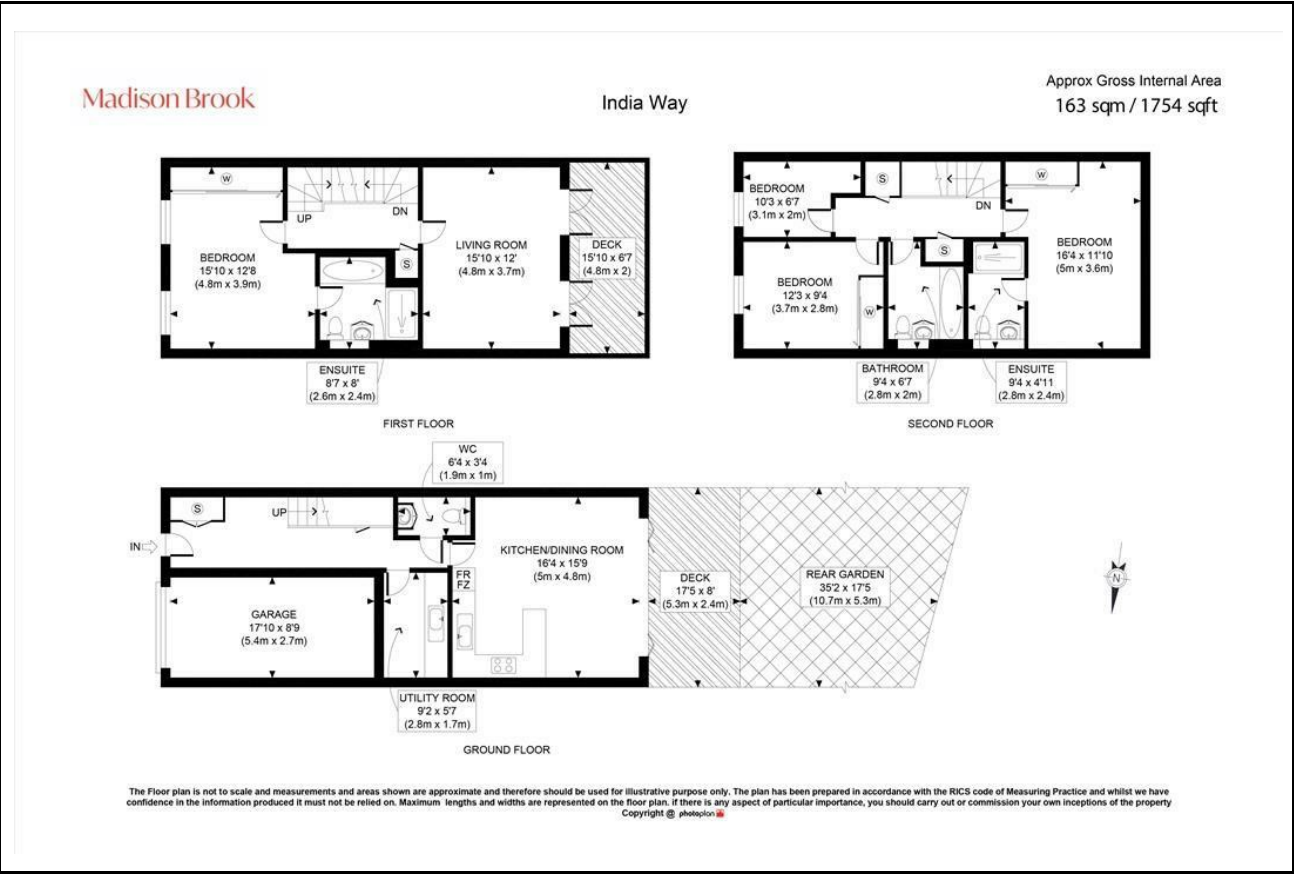 Madison Brook
India Way
Approx Gross Internal Area
163 sqm / 1754 sqft
W
UP
DN
BEDROOM
15'10 x 12'8
(4.8m x 3.9m)
S
LIVING ROOM
15'10 x 12'
(4.8m x 3.7m)
DECK
15'10 x 6'7
(4.8m x 2)
ENSUITE
8'7 x 8'
(2.6m x 2.4m)
FIRST FLOOR
BEDROOM
10'3 x 6'7
(3.1m x 2m)
S
DN
W
BEDROOM
16'4 x 11'10
(5m x 3.6m)
S
BEDROOM
12'3 x 9'4
(3.7m x 2.8m)
W
BATHROOM
9'4 x 6'7
(2.8m x 2m)
ENSUITE
9'4 x 4'11
(2.8m x 2.4m)
SECOND FLOOR
WC
6'4 x 3'4
(1.9m x 1m)
S
UP
IN
KITCHEN/DINING ROOM
16'4 x 15'9
(5m x 4.8m)
FR
FZ
GARAGE
17'10 x 8'9
(5.4m x 2.7m)
DECK
17'5 x 8'
(5.3m x 2.4m)
REAR GARDEN
35'2 x 17'5
(10.7m x 5.3m)
N
UTILITY ROOM
9'2 x 5'7
(2.8m x 1.7m)
GROUND FLOOR
The Floor plan is not to scale and measurements and areas shown are approximate and therefore should be used for illustrative purpose only. The plan has been prepared in accordance with the RICS code of Measuring Practice and whilst we have
confidence in the information produced it must not be relied on. Maximum lengths and widths are represented on the floor plan. if there is any aspect of particular importance, you should carry out or commission your own inceptions of the property
Copyright @ photoplan